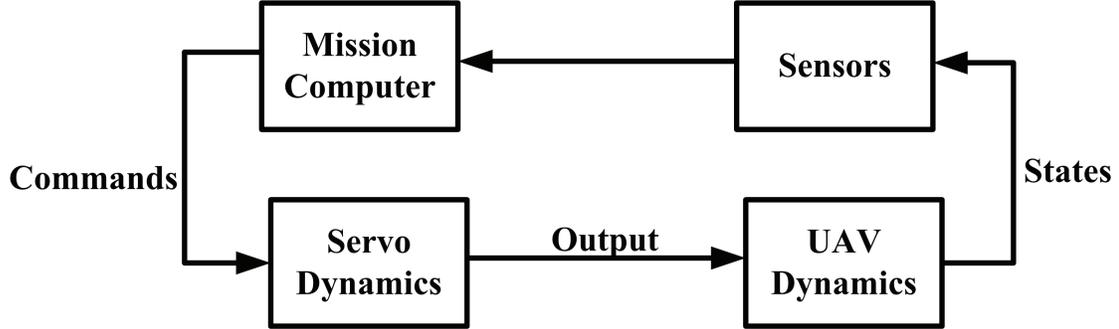 Mission
Computer
Sensors
Commands
States
Servo
Dynamics
Output
UAV
Dynamics